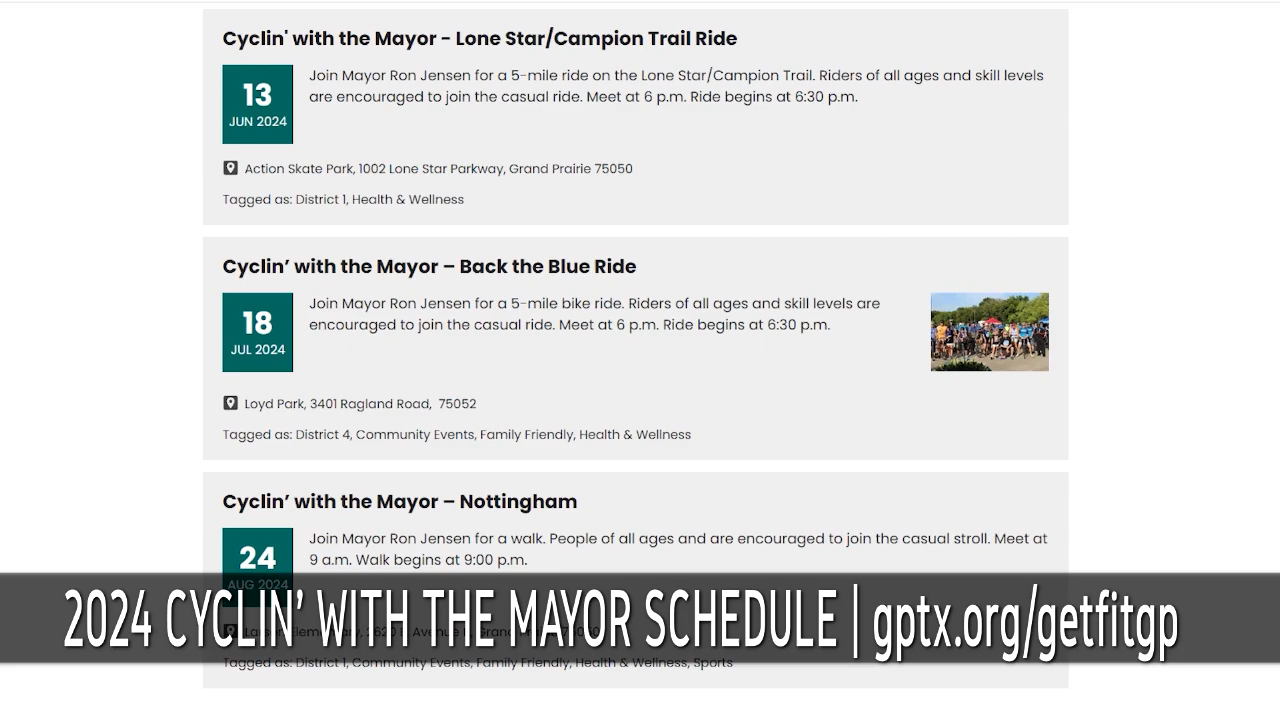 Cyclin' with the Mayor - Lone Star/Campion Trail Ride
13
JUN 2024
Join Mayor Ron Jensen for a 5-mile ride on the Lone Star/Campion Trail. Riders of all ages and skill levels
are encouraged to join the casual ride. Meet at 6 p.m. Ride begins at 6:30 p.m.
Action Skate Park, 1002 Lone Star Parkway, Grand Prairie 75050
Tagged as: District 1, Health & Wellness
Cyclin’ with the Mayor – Back the Blue Ride
18
JUL 2024
Join Mayor Ron Jensen for a 5-mile bike ride. Riders of all ages and skill levels are
encouraged to join the casual ride. Meet at 6 p.m. Ride begins at 6:30 p.m.
Loyd Park, 3401 Ragland Road, 75052
Tagged as: District 4, Community Events, Family Friendly, Health & Wellness
Cyclin’ with the Mayor – Nottingham
24
AUG 2024
Join Mayor Ron Jensen for a walk. People of all ages and are encouraged to join the casual stroll. Meet at
9 a.m. Walk begins at 9:00 p.m.
2024 CYCLIN’ WITH THE MAYOR SCHEDULE | gptx.org/getfitgp
Tagged as: District 1, Community Events, Family Friendly, Health & Wellness, Sports